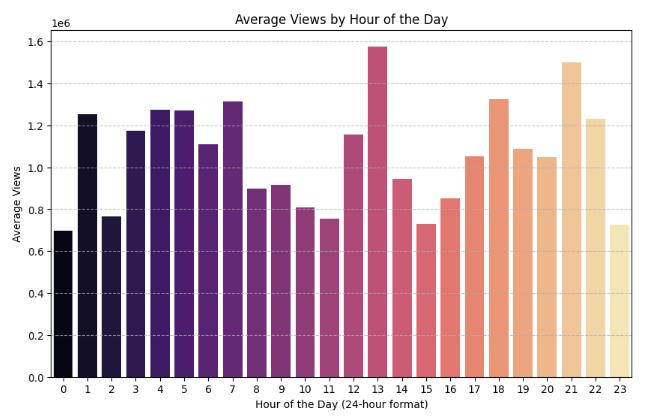 Average Views by Hour of the Day
1e6
1.6
1.4
1.2
1.0
0.8
0.6
0.4
0.2
0.0
Average Views
0 1 2 3 4 5 6 7 8 9 10 11 12 13 14 15 16 17 18 19 20 21 22 23
Hour of the Day (24-hour format)